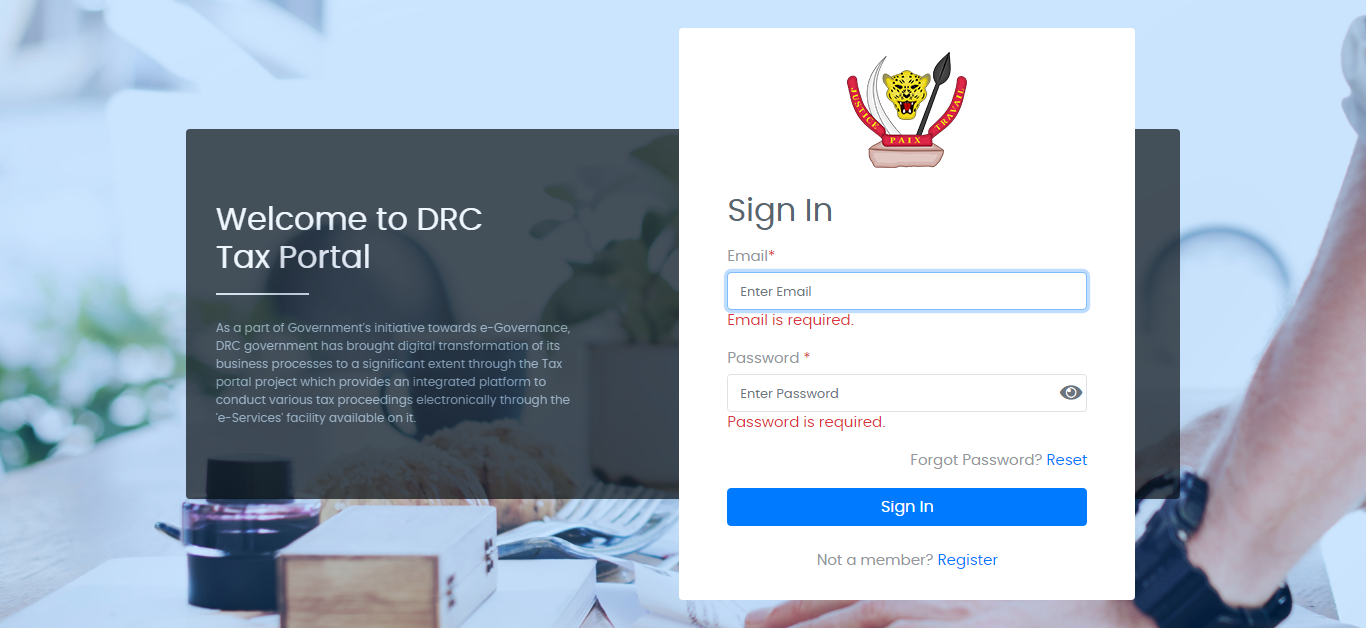 Welcome to DRC
Tax Portal
As a part of Government's initiative towards e-Governance,
DRC government has brought digital transformation of its
business processes to a significant extent through the Tax
portal project which provides an integrated platform to
conduct various tax proceedings electronically through the
'e-Services' facility available on it.
JUSTICE PAIX TRAVAIL
Sign In
Email*
Enter Email
Email is required.
Password *
Enter Password
Password is required.
Forgot Password? Reset
Sign In
Not a member? Register